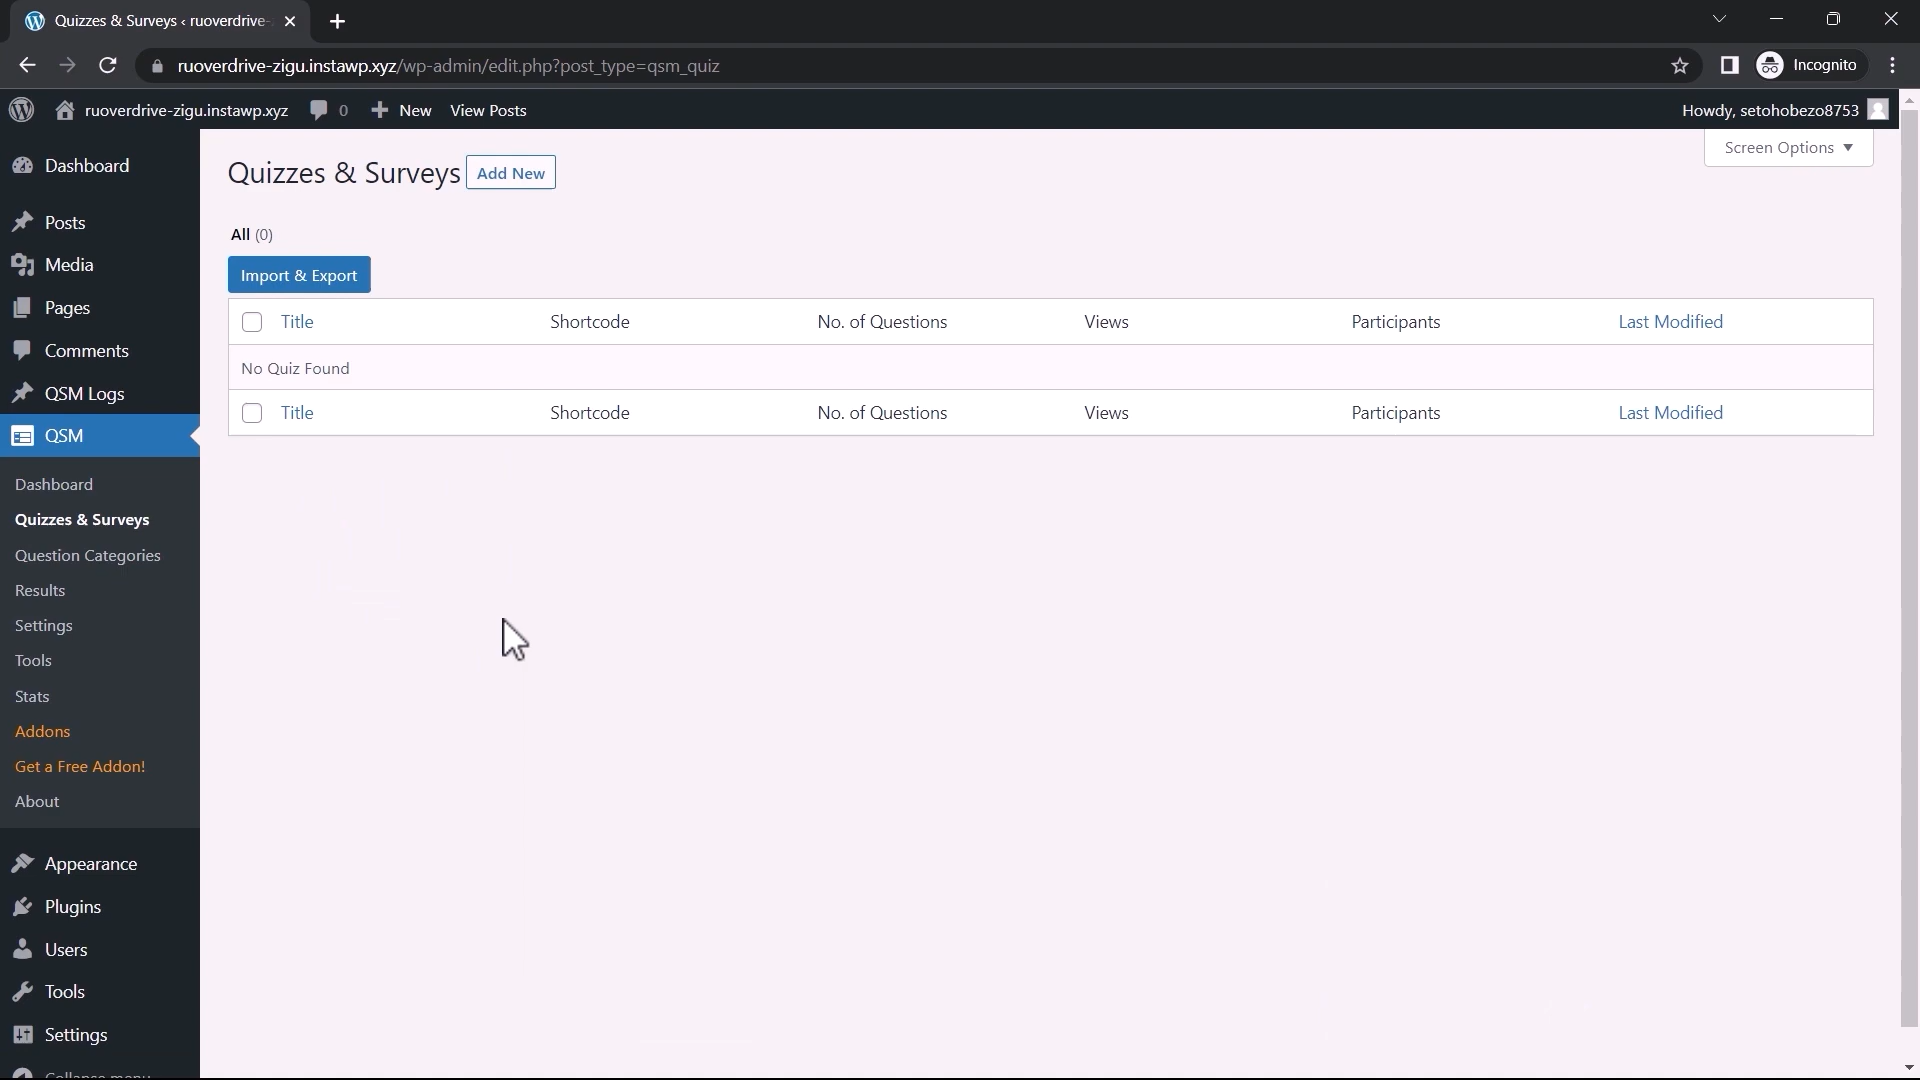 Quizzes & Surveys ‹ ruoverdrive-
ruoverdrive-zigu.instawp.xyz/wp-admin/edit.php?post_type=qsm_quiz
Incognito
ruoverdrive-zigu.instawp.xyz 0 New View Posts
Howdy, setohobezo8753
Screen Options
Dashboard
Posts
Media
Pages
Comments
QSM Logs
QSM
Dashboard
Quizzes & Surveys
Question Categories
Results
Settings
Tools
Stats
Addons
Get a Free Addon!
About
Appearance
Plugins
Users
Tools
Settings
Collapse menu
Quizzes & Surveys Add New
All (0)
Import & Export
Title Shortcode No. of Questions Views Participants Last Modified
No Quiz Found
Title Shortcode No. of Questions Views Participants Last Modified